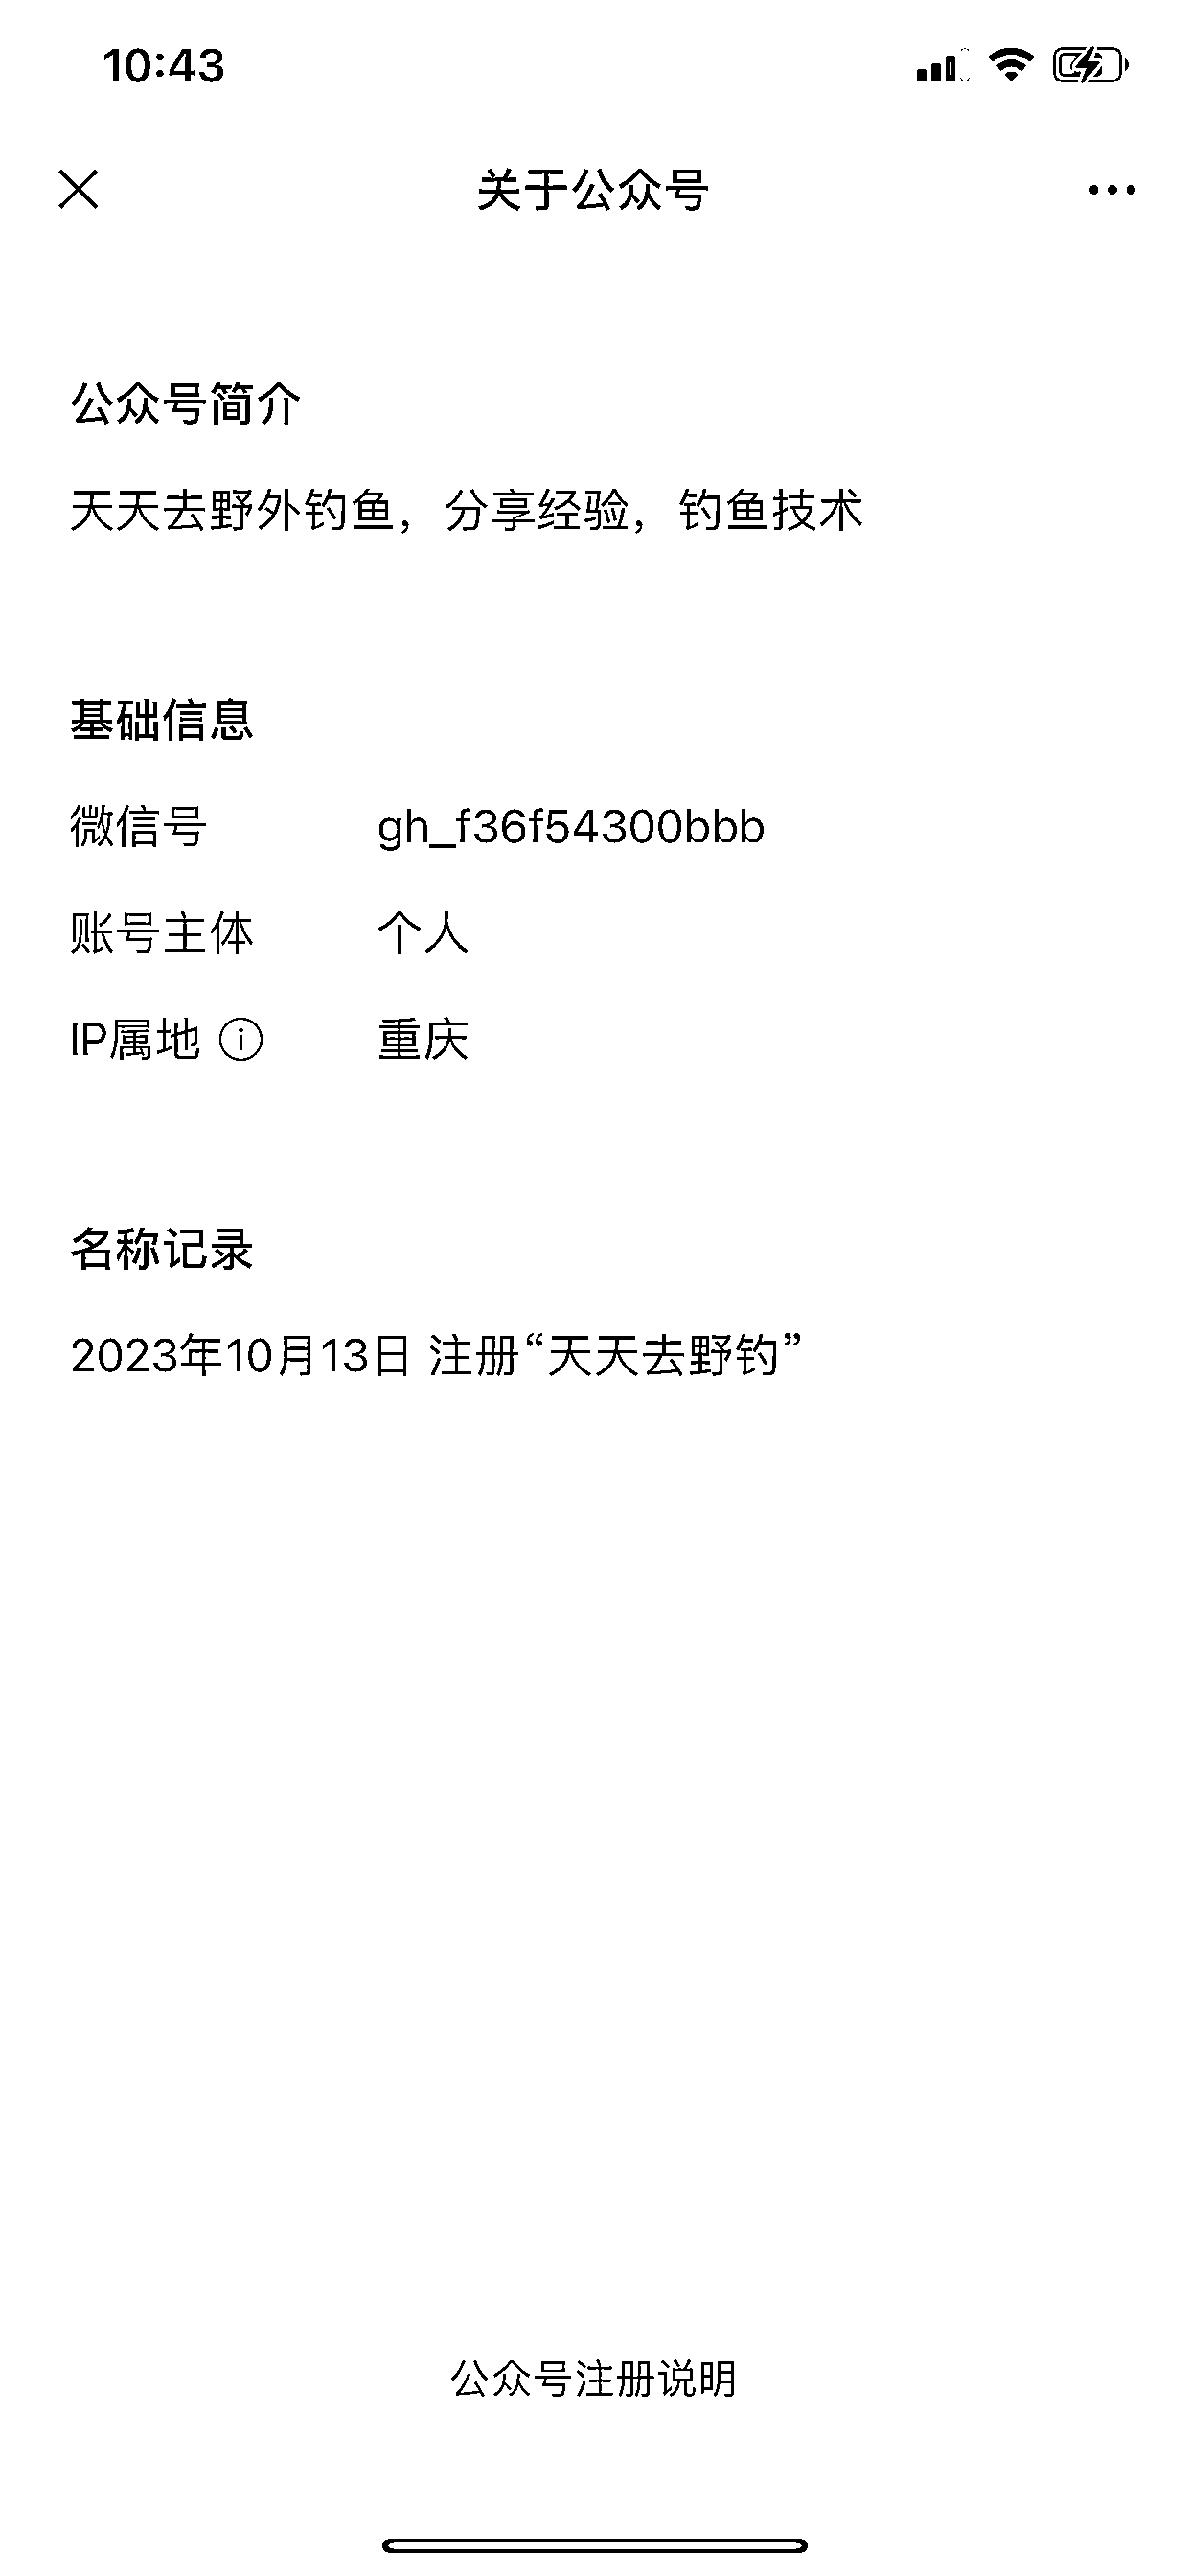 10:43
关于公众号
公众号简介
天天去野外钓鱼，分享经验，钓鱼技术
基础信息
微信号 gh_f36f54300bbb
账号主体 个人
IP属地 重庆
名称记录
2023年10月13日 注册“天天去野钓”
公众号注册说明